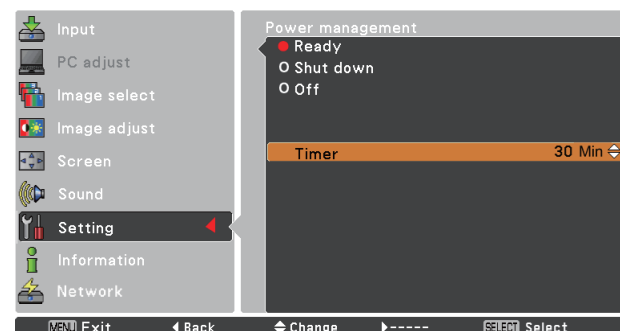 Input
PC adjust
Image select
Image adjust
Screen
Sound
Setting
Information
Network
Power management
Ready
Shut down
Off
Timer 30 Min
MENU Exit Back Change ----- SELECT Select